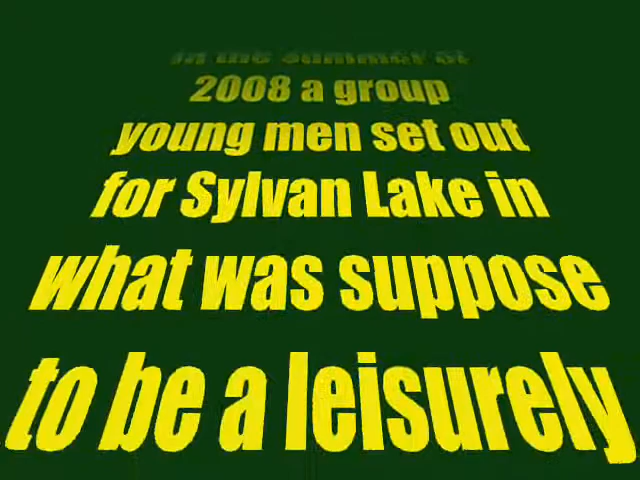 in the summer of
2008 a group
young men set out
for Sylvan Lake in
what was suppose
to be a leisurely